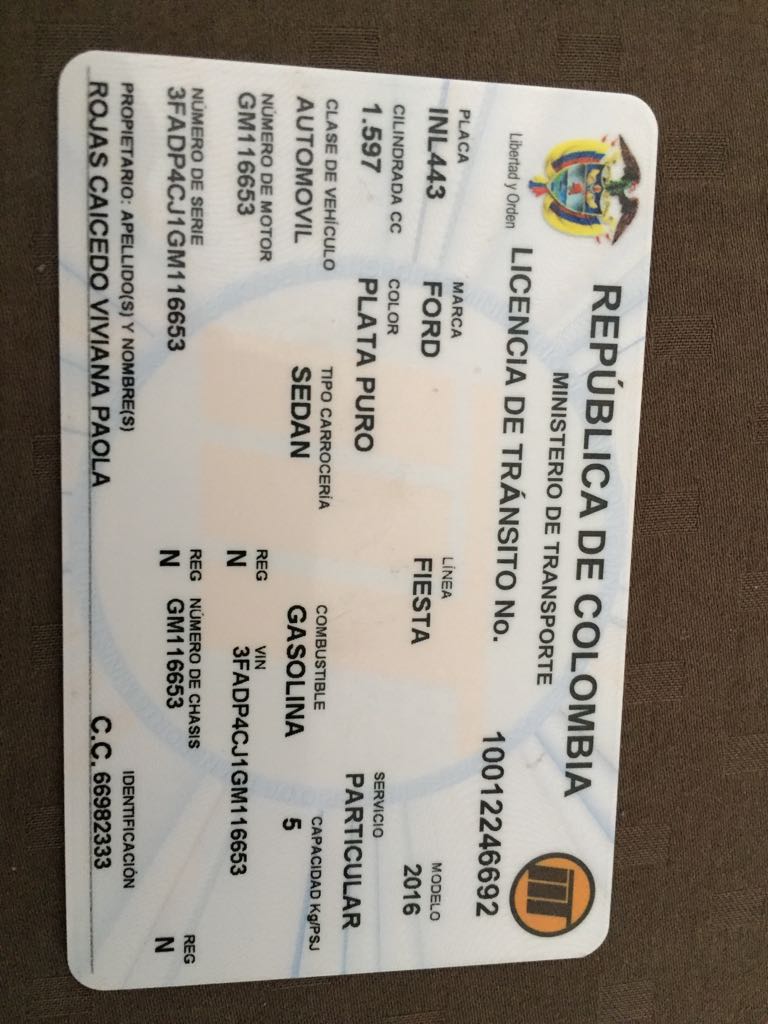 REPÚBLICA DE COLOMBIA
MINISTERIO DE TRANSPORTE
Libertad y Orden
LICENCIA DE TRÁNSITO No. 10012246692
PLACA MARCA LÍNEA MODELO
INL443 FORD FIESTA 2016
CILINDRADA CC COLOR SERVICIO
1.597 PLATA PURO PARTICULAR
CLASE DE VEHÍCULO TIPO CARROCERÍA COMBUSTIBLE CAPACIDAD Kg/PSJ
AUTOMOVIL SEDAN GASOLINA 5
NÚMERO DE MOTOR REG VIN
GM116653 N 3FADP4CJ1GM116653
NÚMERO DE SERIE REG NÚMERO DE CHASIS REG
3FADP4CJ1GM116653 N GM116653 N
PROPIETARIO: APELLIDO(S) Y NOMBRE(S) IDENTIFICACIÓN
ROJAS CAICEDO VIVIANA PAOLA C.C. 66982333